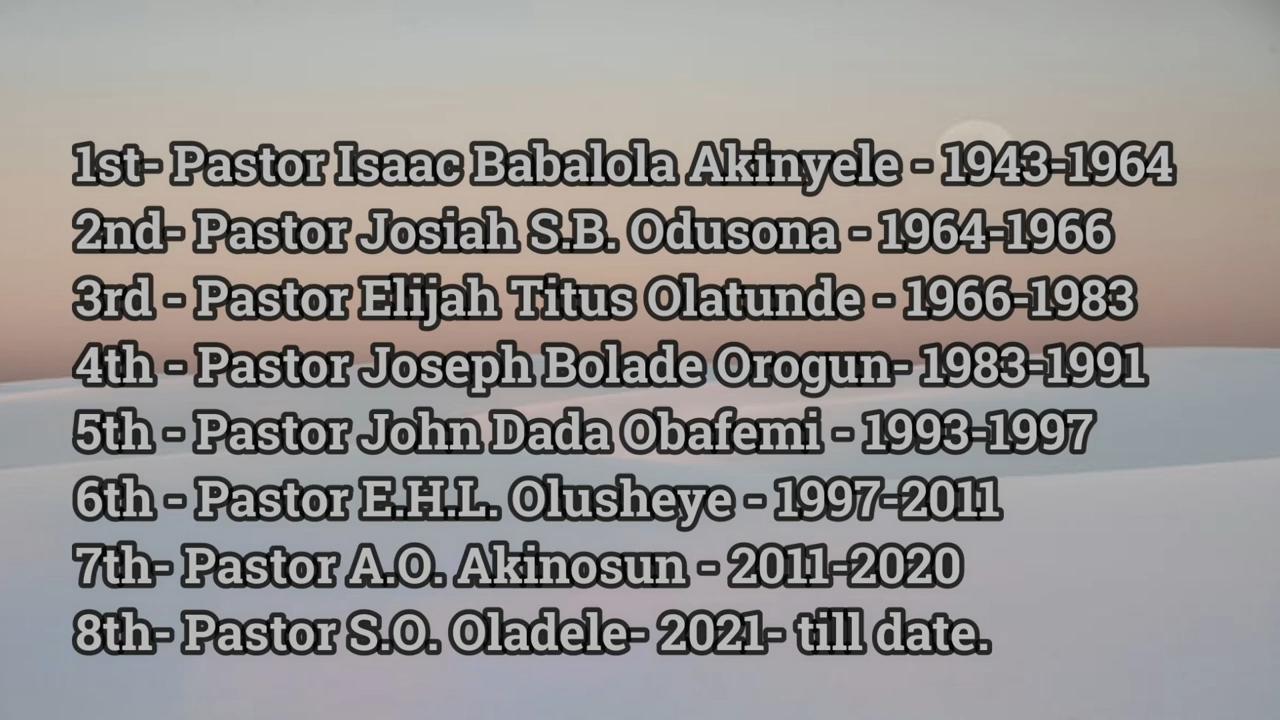 1st- Pastor Isaac Babalola Akinyele - 1943-1964
2nd- Pastor Josiah S.B. Odusona - 1964-1966
3rd - Pastor Elijah Titus Olatunde - 1966-1983
4th - Pastor Joseph Bolade Orogun- 1983-1991
5th - Pastor John Dada Obafemi - 1993-1997
6th - Pastor E.H.L. Olusheye - 1997-2011
7th- Pastor A.O. Akinosun - 2011-2020
8th- Pastor S.O. Oladele- 2021- till date.